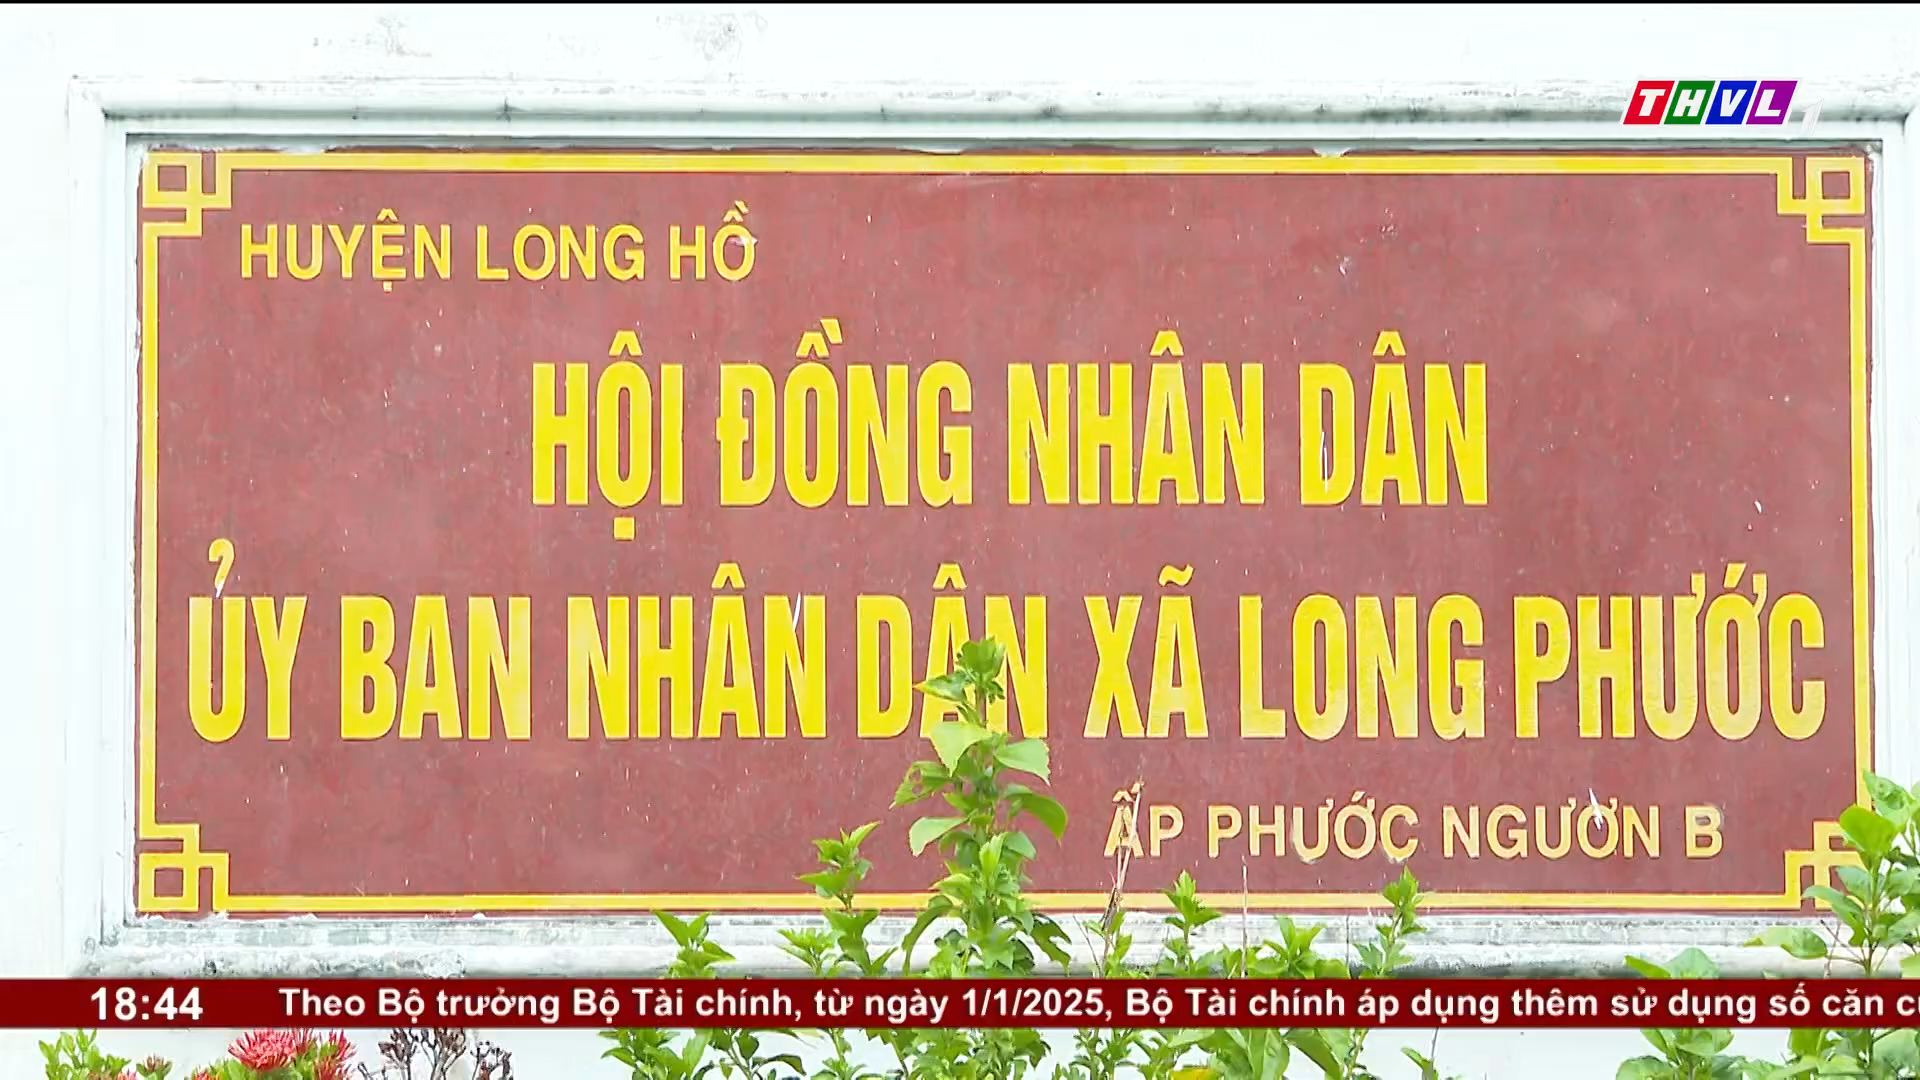 THVL1
HUYỆN LONG HỒ
HỘI ĐỒNG NHÂN DÂN
ỦY BAN NHÂN DÂN XÃ LONG PHƯỚC
ẤP PHƯỚC NGƯƠN B
18:44 Theo Bộ trưởng Bộ Tài chính, từ ngày 1/1/2025, Bộ Tài chính áp dụng thêm sử dụng số căn